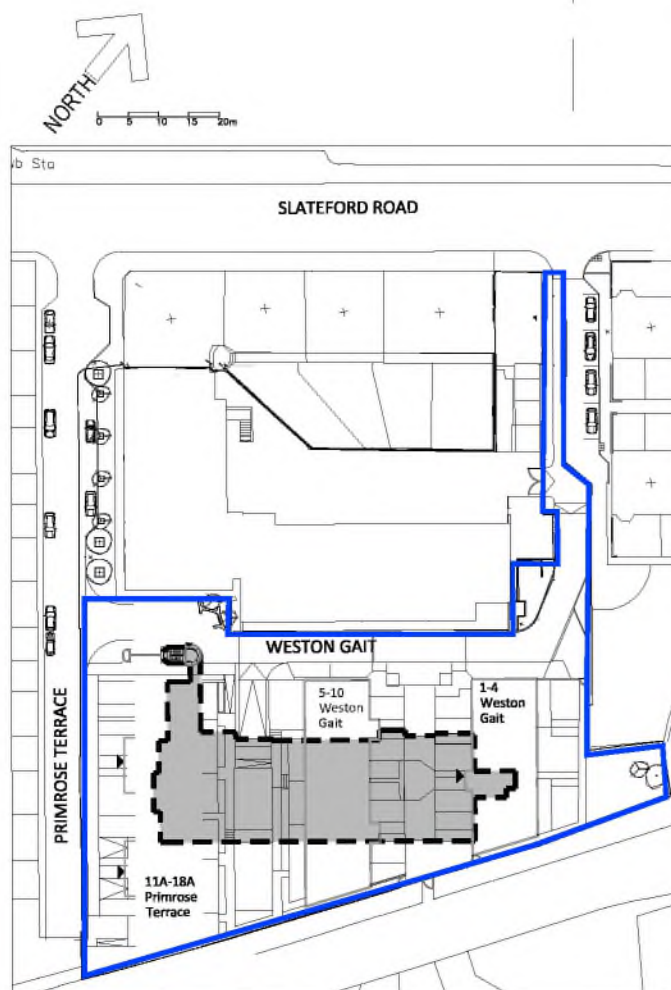 NORTH
0 5 10 15 20m
ub Sta
SLATEFORD ROAD
WESTON GAIT
PRIMROSE TERRACE
5-10
Weston
Gait
1-4
Weston
Gait
11A-18A
Primrose
Terrace